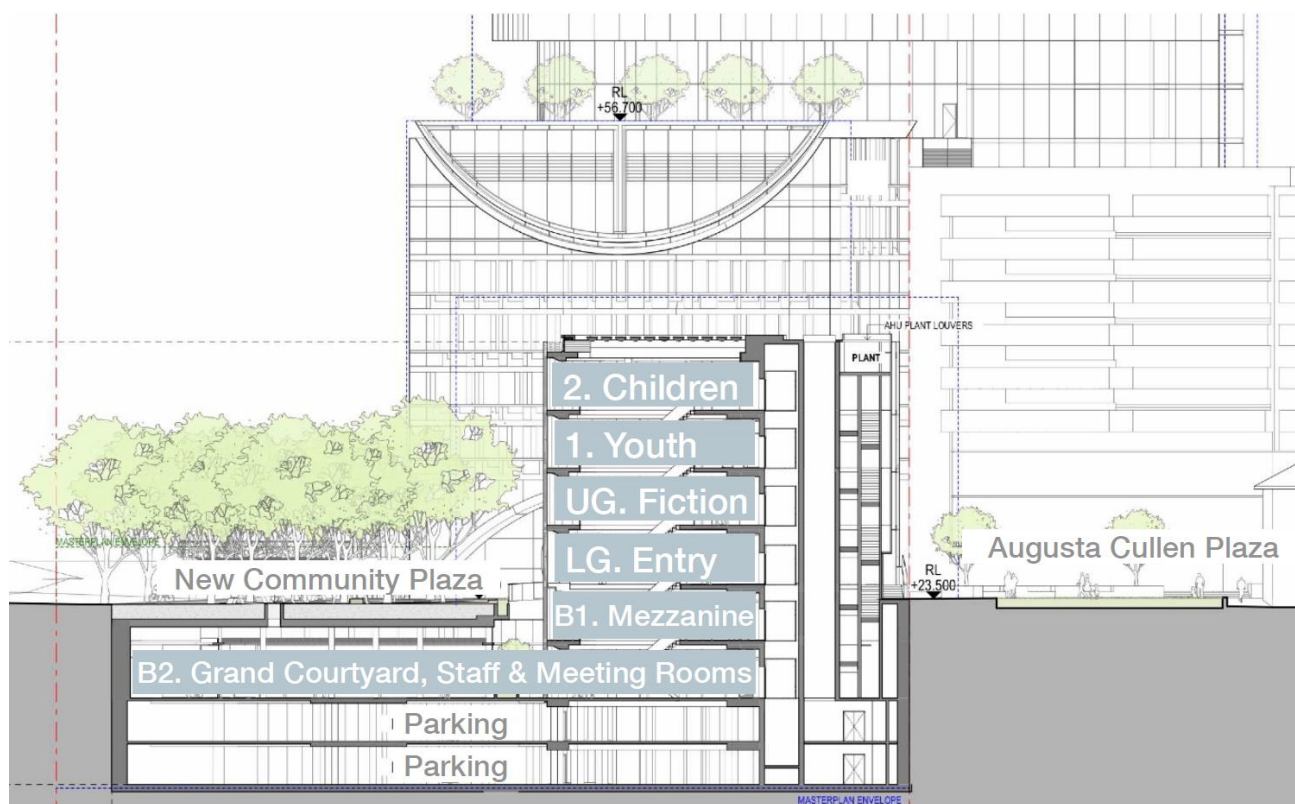 RL
+56.700
AHU PLANT LOUVERS
PLANT
2. Children
1. Youth
UG. Fiction
LG. Entry
MASTERPLAN ENVELOPE
Augusta Cullen Plaza
New Community Plaza
RL
+23.500
B1. Mezzanine
B2. Grand Courtyard, Staff & Meeting Rooms
Parking
Parking
MASTERPLAN ENVELOPE